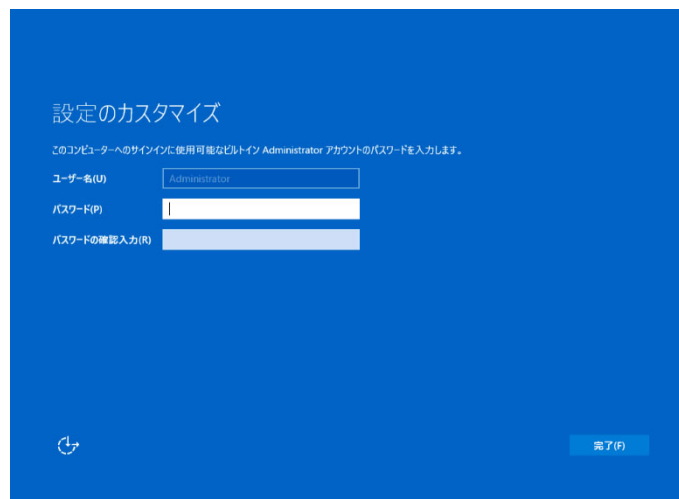 設定のカスタマイズ
このコンピューターへのサインインに使用可能なビルトイン Administrator アカウントのパスワードを入力します。
ユーザー名(U)
Administrator
パスワード(P)
パスワードの確認入力(R)
完了(F)